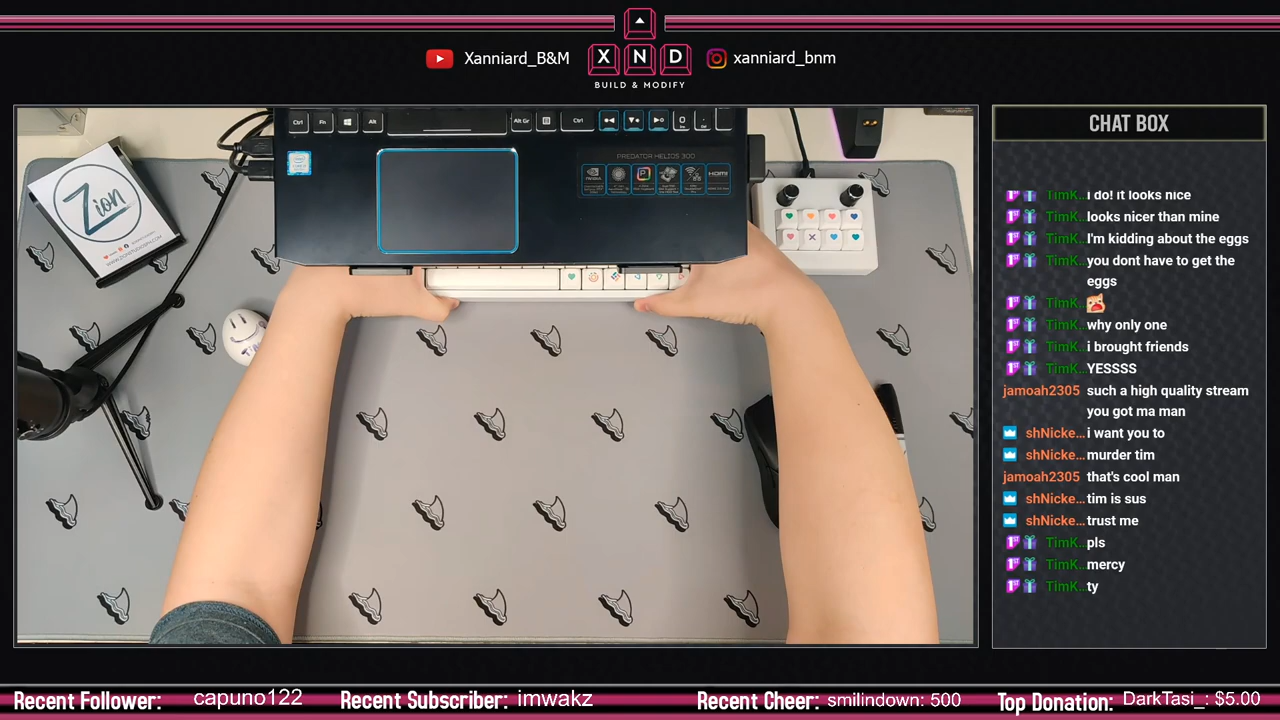 Xanniard_B&M
X N D
xanniard_bnm
BUILD & MODIFY
CHAT BOX
Ctrl Fn Alt Alt Gr Ctrl
PREDATOR HELIOS 300
HDMI
Zion
TimK... i do! it looks nice
TimK... looks nicer than mine
TimK... I'm kidding about the eggs
TimK... you dont have to get the
eggs
TimK...
TimK... why only one
TimK... i brought friends
TimK... YESSSS
jamoah2305 such a high quality stream
you got ma man
shNicke... i want you to
shNicke... murder tim
jamoah2305 that's cool man
shNicke... tim is sus
shNicke... trust me
TimK... pls
TimK... mercy
TimK... ty
Recent Follower: capuno122 Recent Subscriber: imwakz Recent Cheer: smilindown: 500 Top Donation: DarkTasi_: $5.00